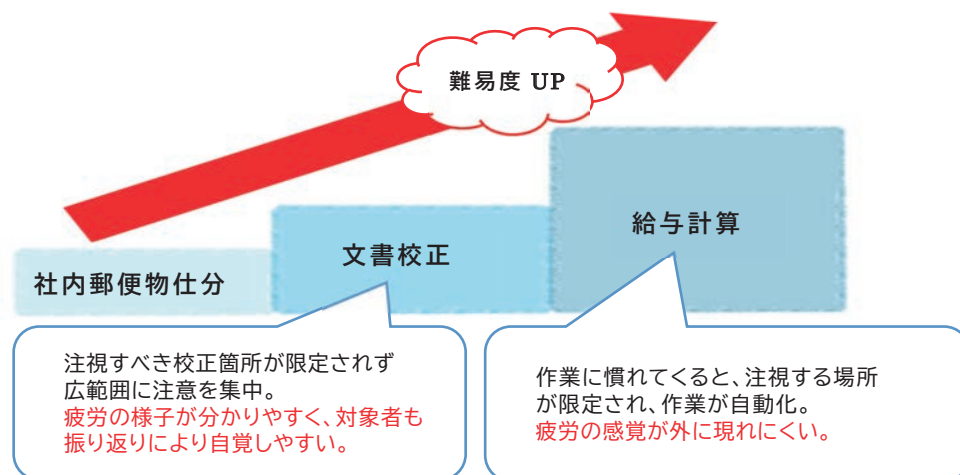 難易度 UP
給与計算
文書校正
社内郵便物仕分
注視すべき校正箇所が限定されず
広範囲に注意を集中。
疲労の様子が分かりやすく、対象者も
振り返りにより自覚しやすい。
作業に慣れてくると、注視する場所
が限定され、作業が自動化。
疲労の感覚が外に現れにくい。